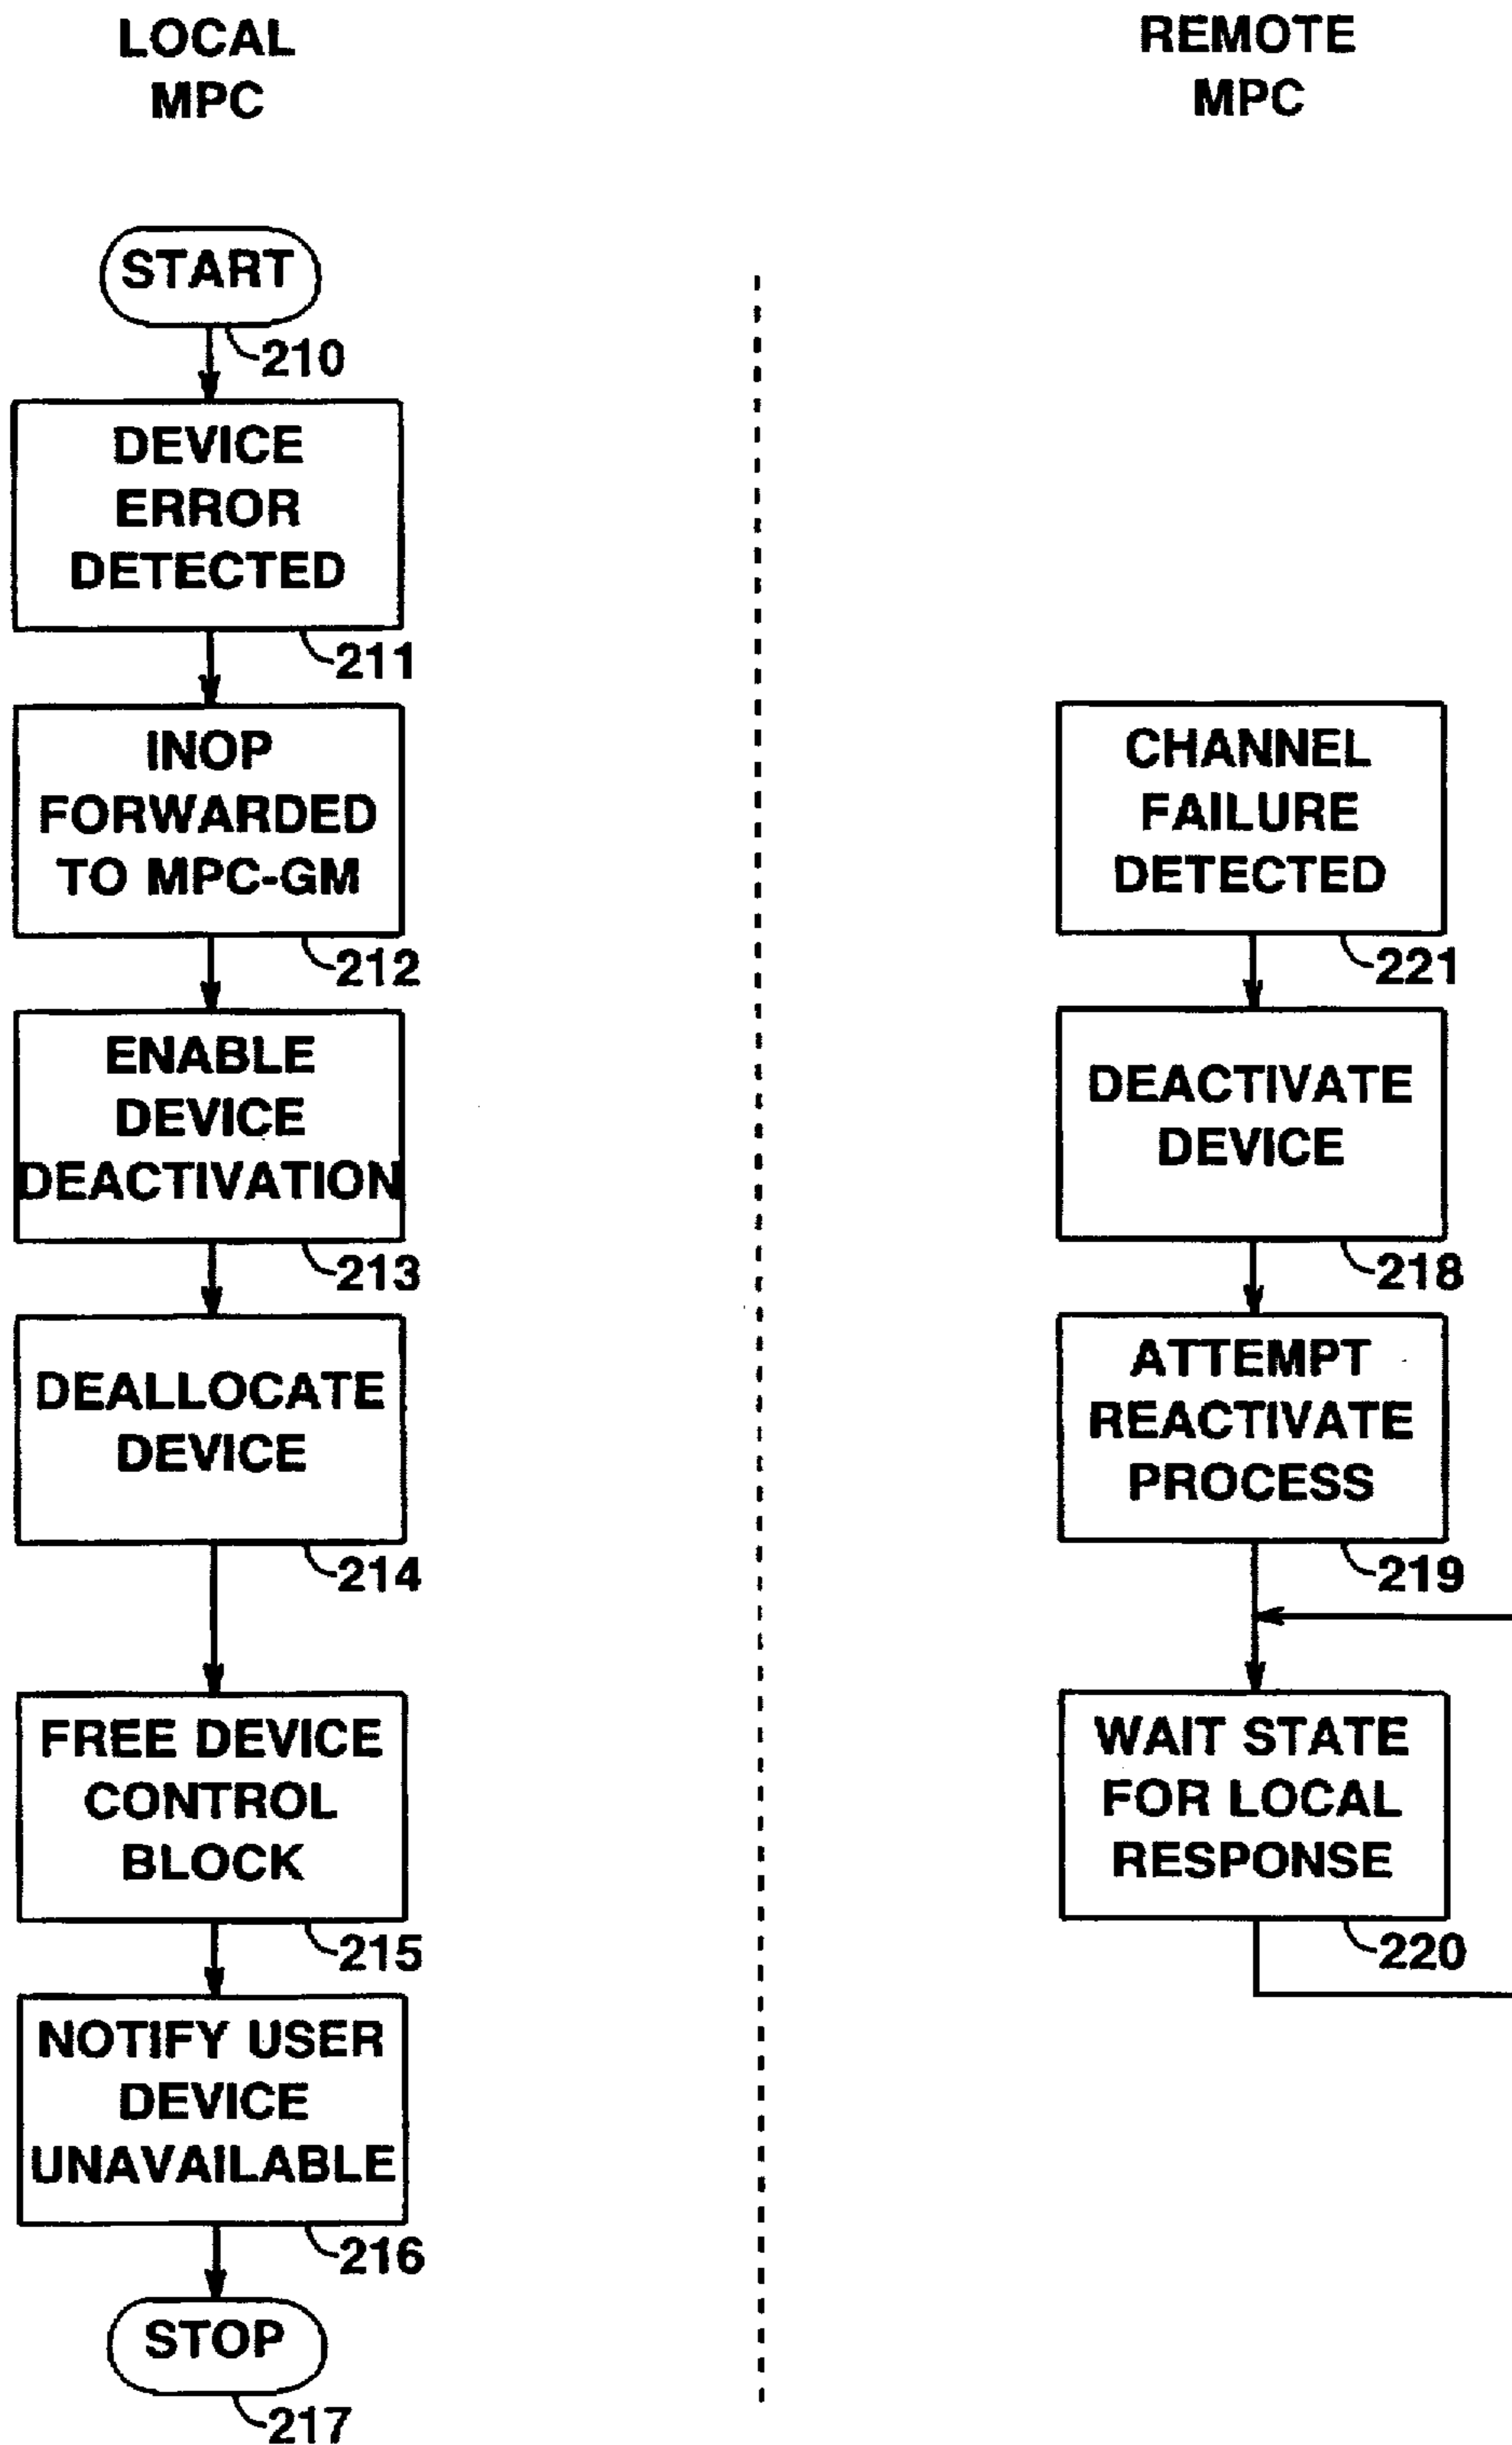 LOCAL
MPC
START
210
DEVICE
ERROR
DETECTED
211
INOP
FORWARDED
TO MPC-GM
212
ENABLE
DEVICE
DEACTIVATION
213
DEALLOCATE
DEVICE
214
FREE DEVICE
CONTROL
BLOCK
215
NOTIFY USER
DEVICE
UNAVAILABLE
216
STOP
217
REMOTE
MPC
CHANNEL
FAILURE
DETECTED
221
DEACTIVATE
DEVICE
218
ATTEMPT
REACTIVATE
PROCESS
219
WAIT STATE
FOR LOCAL
RESPONSE
220